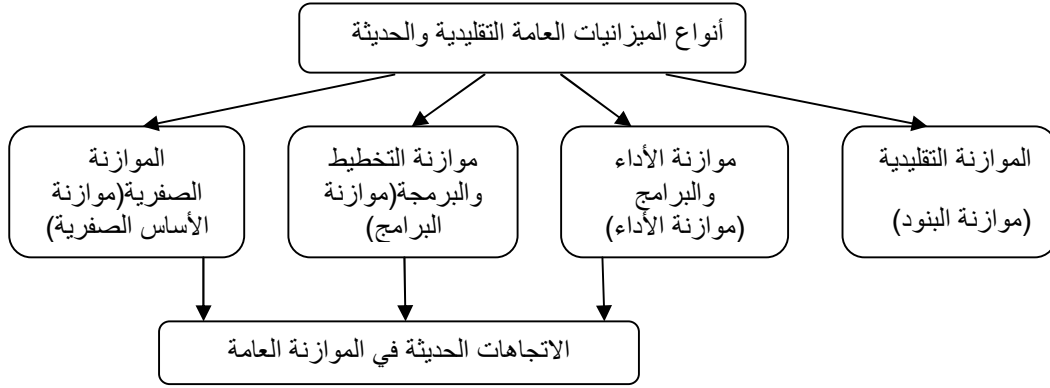 أنواع الميزانيات العامة التقليدية والحديثة
الموازنة التقليدية
(موازنة البنود)
موازنة الأداء
والبرامج
(موازنة الأداء)
موازنة التخطيط
والبرمجة(موازنة
البرامج)
الموازنة
الصفرية(موازنة
الأساس الصفرية)
الاتجاهات الحديثة في الموازنة العامة